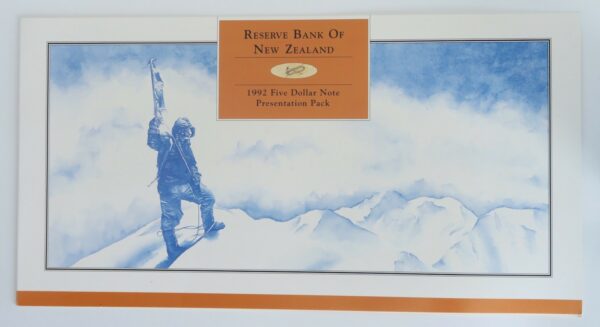 Reserve Bank Of
New Zealand
1992 Five Dollar Note
Presentation Pack